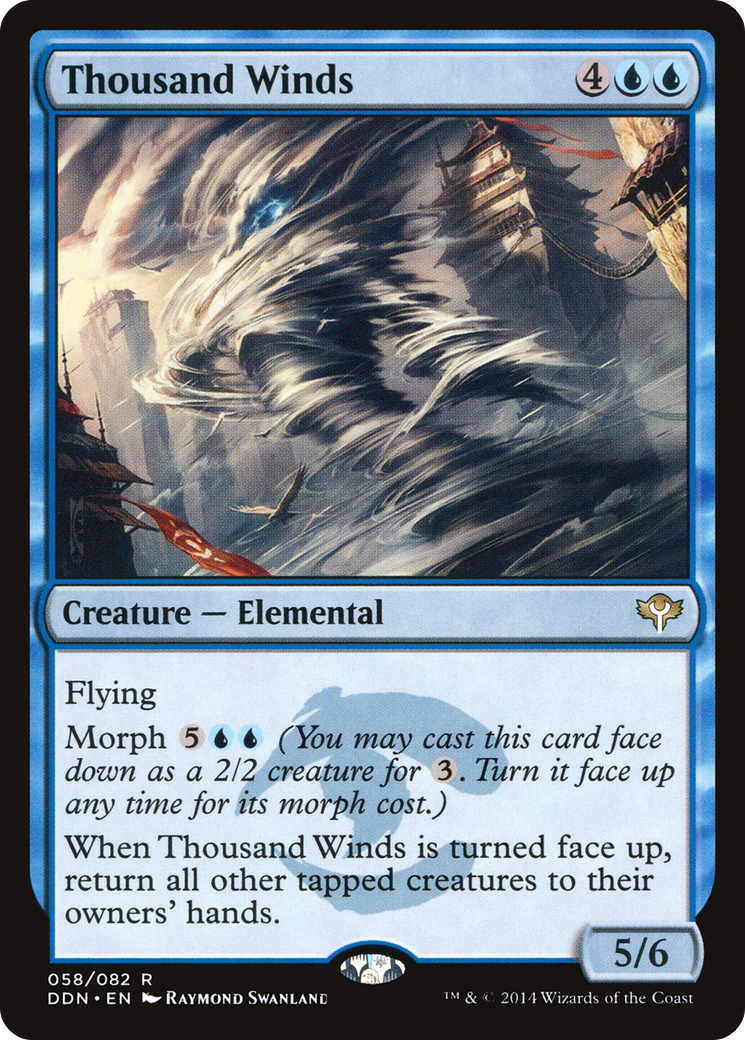 Thousand Winds 4
Creature — Elemental
Flying
Morph 5 (You may cast this card face
down as a 2/2 creature for 3. Turn it face up
any time for its morph cost.)
When Thousand Winds is turned face up,
return all other tapped creatures to their
owners' hands.
5/6
058/082 R
DDN • EN Raymond Swanland
™ & © 2014 Wizards of the Coast